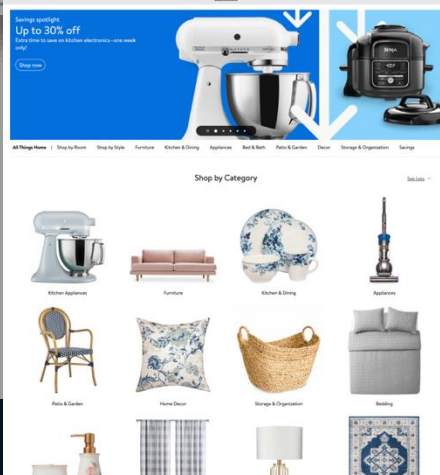 Savings spotlight
Up to 30% off
Extra time to save on kitchen electronics–one week
only!
Shop now
NINJA
All Things Home | Shop by Room Shop by Style Furniture Kitchen & Dining Appliances Bed & Bath Patio & Garden Decor Storage & Organization Savings
Shop by Category
See Less
Kitchen Appliances Furniture Kitchen & Dining Appliances
Patio & Garden Home Decor Storage & Organization Bedding